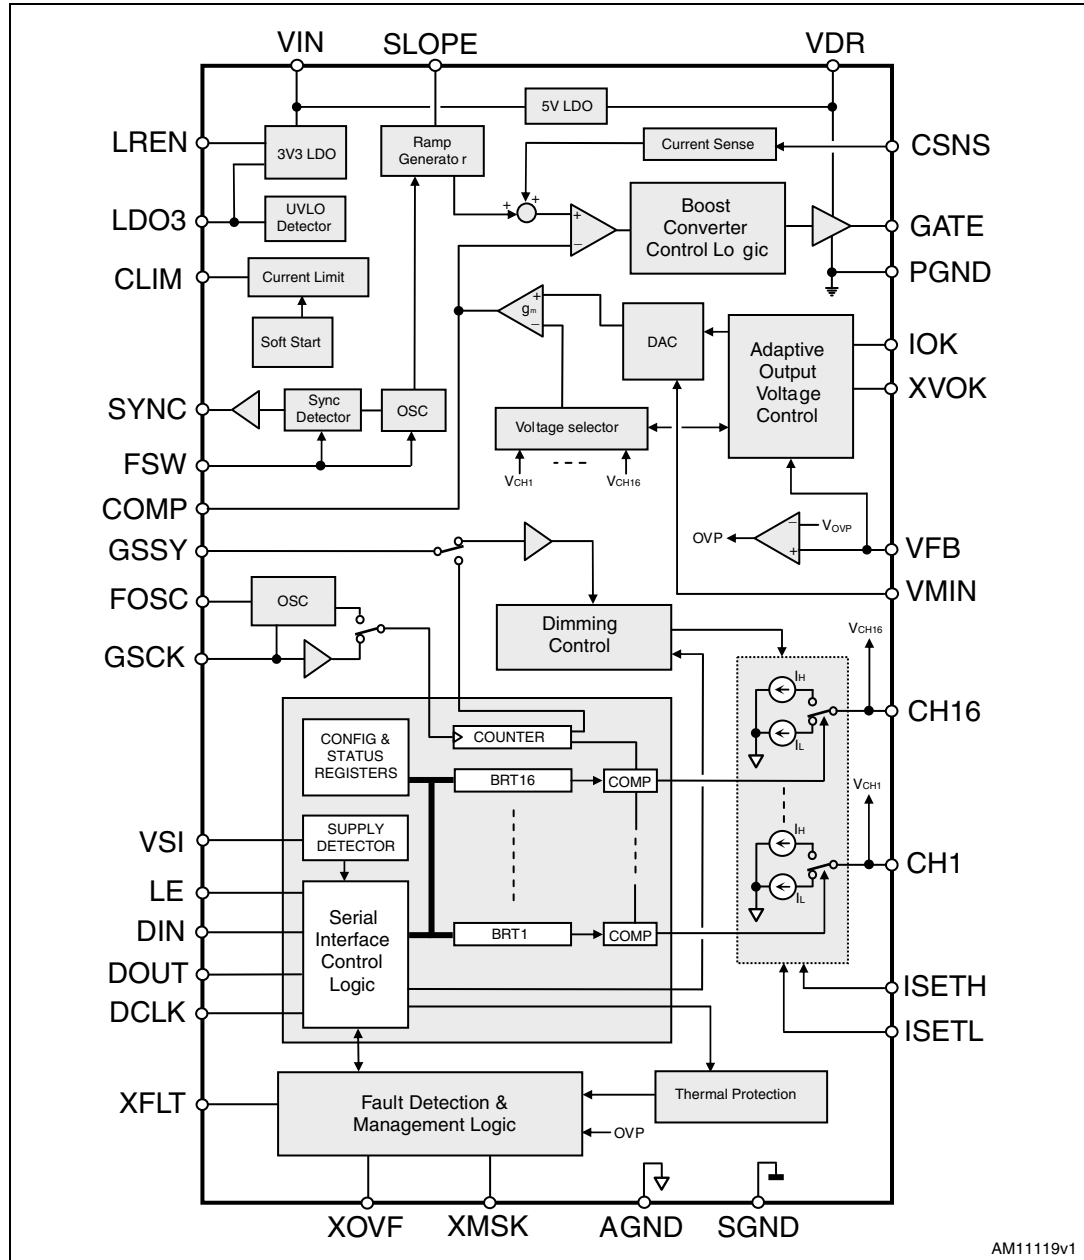 VIN
SLOPE
VDR
LREN
LDO3
CLIM
SYNC
FSW
COMP
GSSY
FOSC
GSCK
VSI
LE
DIN
DOUT
DCLK
XFLT
CSNS
GATE
PGND
IOK
XVOK
VFB
VMIN
CH16
CH1
ISETH
ISETL
XOVF
XMSK
AGND
SGND
5V LDO
3V3 LDO
Ramp
Generato r
Current Sense
UVLO
Detector
+
+
+
−
Boost
Converter
Control Lo gic
Current Limit
Soft Start
gm
+
−
DAC
Adaptive
Output
Voltage
Control
Sync
Detector
OSC
Voltage selector
VCH1
VCH16
OVP
−
+
VOVP
OSC
Dimming
Control
VCH16
IH
IL
CONFIG &
STATUS
REGISTERS
COUNTER
BRT16
COMP
VCH1
IH
IL
SUPPLY
DETECTOR
Serial
Interface
Control
Logic
BRT1
COMP
Fault Detection &
Management Logic
Thermal Protection
OVP
AM11119v1